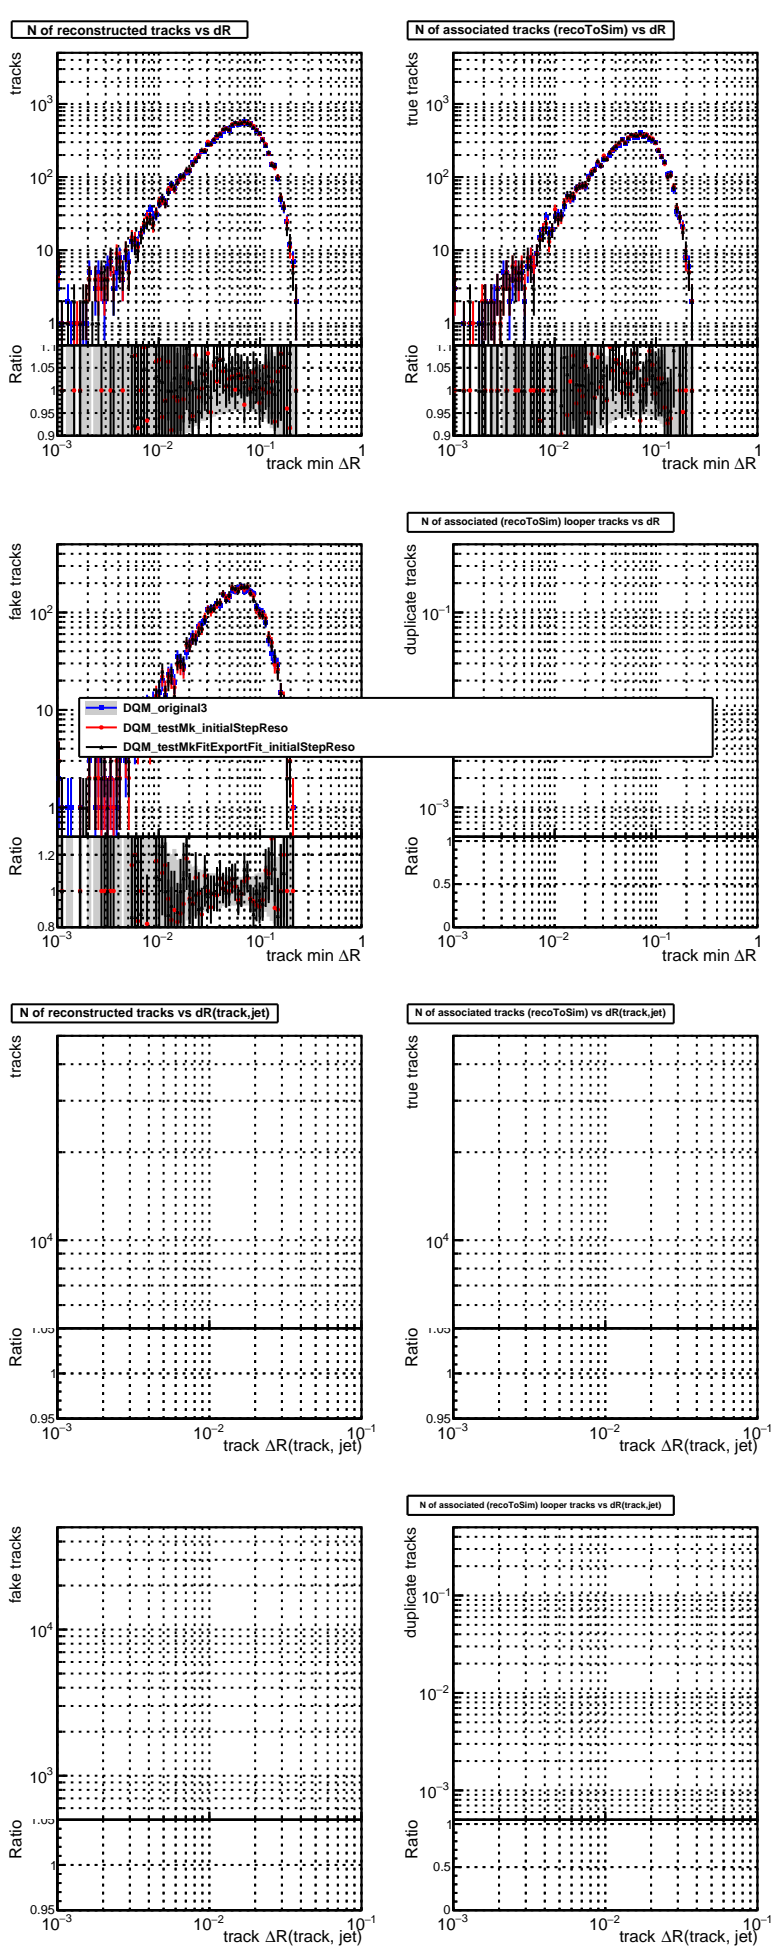 N of reconstructed tracks vs dR
N of associated tracks (recoToSim) vs dR
tracks
10³
10²
10
1
Ratio
1.1
1.05
1
0.95
0.9
10⁻³
10⁻²
10⁻¹
1
track min ΔR
true tracks
10³
10²
10
1
Ratio
1.1
1.05
1
0.95
0.9
10⁻³
10⁻²
10⁻¹
1
track min ΔR
N of associated (recoToSim) looper tracks vs dR
fake tracks
10²
10
1
Ratio
1.2
1
0.8
10⁻³
10⁻²
10⁻¹
1
track min ΔR
duplicate tracks
10⁻¹
10⁻³
Ratio
1
0.5
0
10⁻³
10⁻²
10⁻¹
1
track min ΔR
DQM_original3
DQM_testMk_initialStepReso
DQM_testMkFitExportFit_initialStepReso
N of reconstructed tracks vs dR(track,jet)
N of associated tracks (recoToSim) vs dR(track,jet)
tracks
10⁴
Ratio
1.05
1
0.95
10⁻³
10⁻²
10⁻¹
track ΔR(track, jet)
true tracks
10⁴
Ratio
1.05
1
0.95
10⁻³
10⁻²
10⁻¹
track ΔR(track, jet)
N of associated (recoToSim) looper tracks vs dR(track,jet)
fake tracks
10⁴
10³
Ratio
1.05
1
0.95
10⁻³
10⁻²
10⁻¹
track ΔR(track, jet)
duplicate tracks
10⁻¹
10⁻²
10⁻³
Ratio
1
0.5
0
10⁻³
10⁻²
10⁻¹
track ΔR(track, jet)